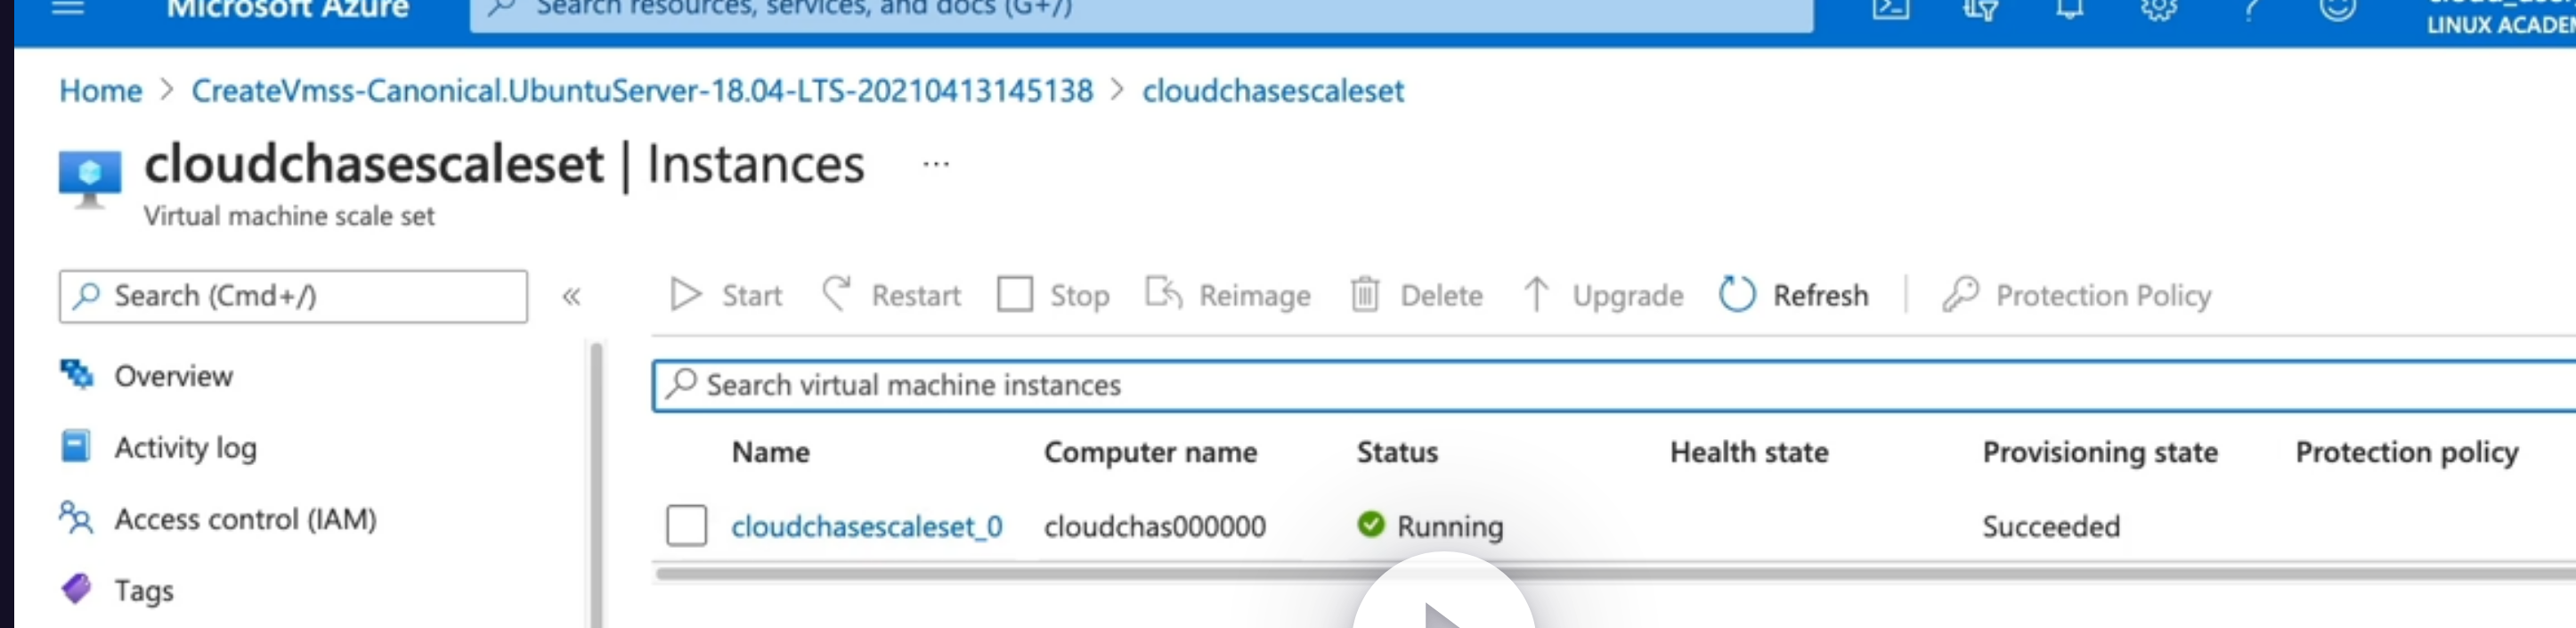 Microsoft Azure
Search resources, services, and docs (G+/)
LINUX ACADEM
Home > CreateVmss-Canonical.UbuntuServer-18.04-LTS-20210413145138 > cloudchasescaleset
cloudchasescaleset | Instances ...
Virtual machine scale set
Search (Cmd+/) «
Start Restart Stop Reimage Delete Upgrade Refresh | Protection Policy
Overview
Search virtual machine instances
Activity log
Name Computer name Status Health state Provisioning state Protection policy
Access control (IAM)
cloudchasescaleset_0 cloudchas000000 Running Succeeded
Tags